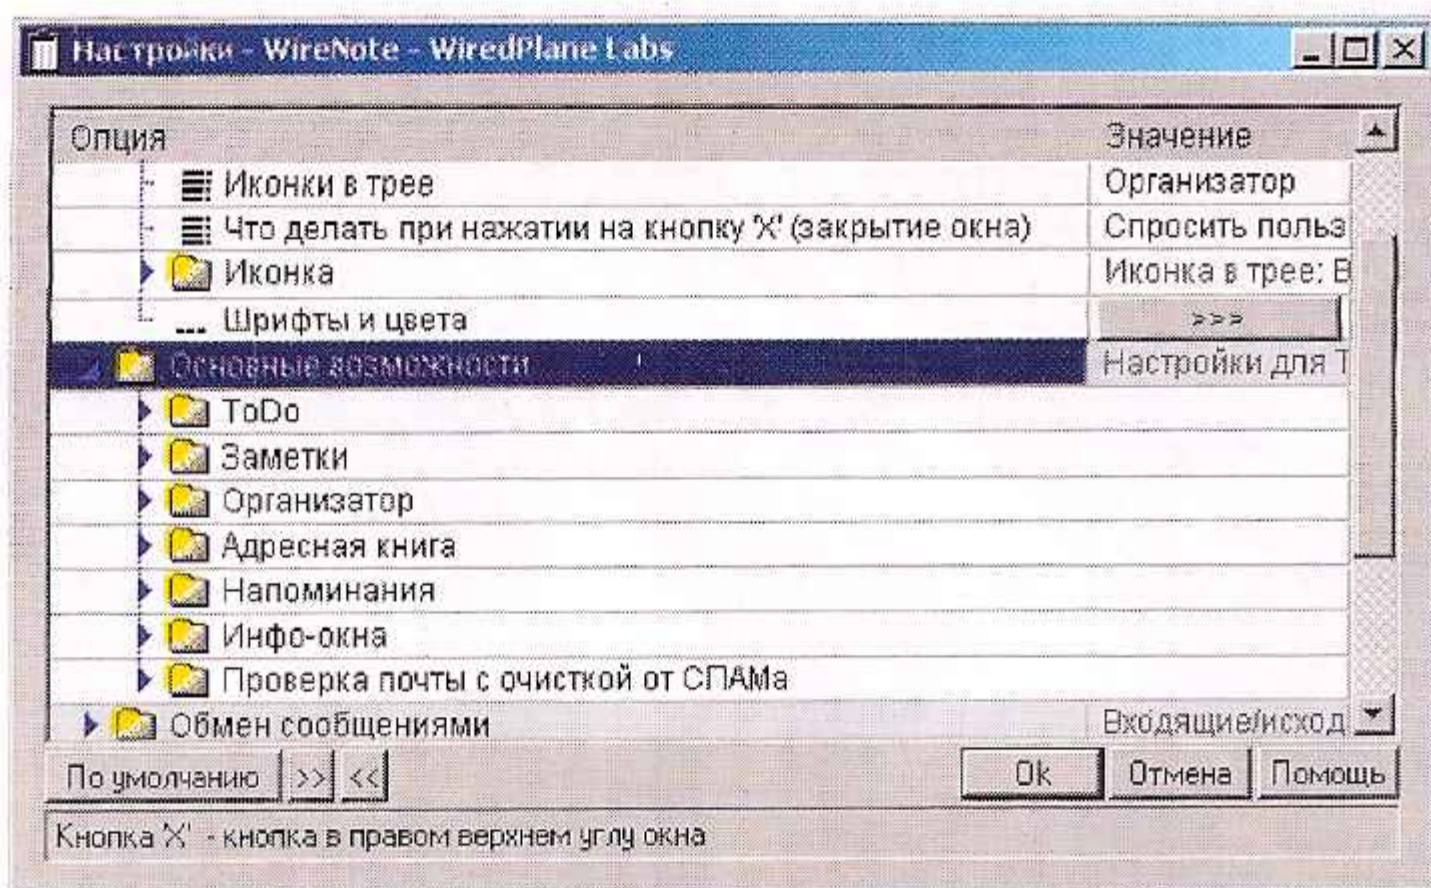 Настройки - WireNote - WiredPlane Labs
Опция Значение
Иконки в трее Организатор
Что делать при нажатии на кнопку 'X' (закрытие окна) Спросить польз
Иконка Иконка в трее: В
... Шрифты и цвета >>>
Основные возможности Настройки для T
ToDo
Заметки
Организатор
Адресная книга
Напоминания
Инфо-окна
Проверка почты с очисткой от СПАМа
Обмен сообщениями Входящие/исход
По умолчанию >> << Ok Отмена Помощь
Кнопка 'X' - кнопка в правом верхнем углу окна